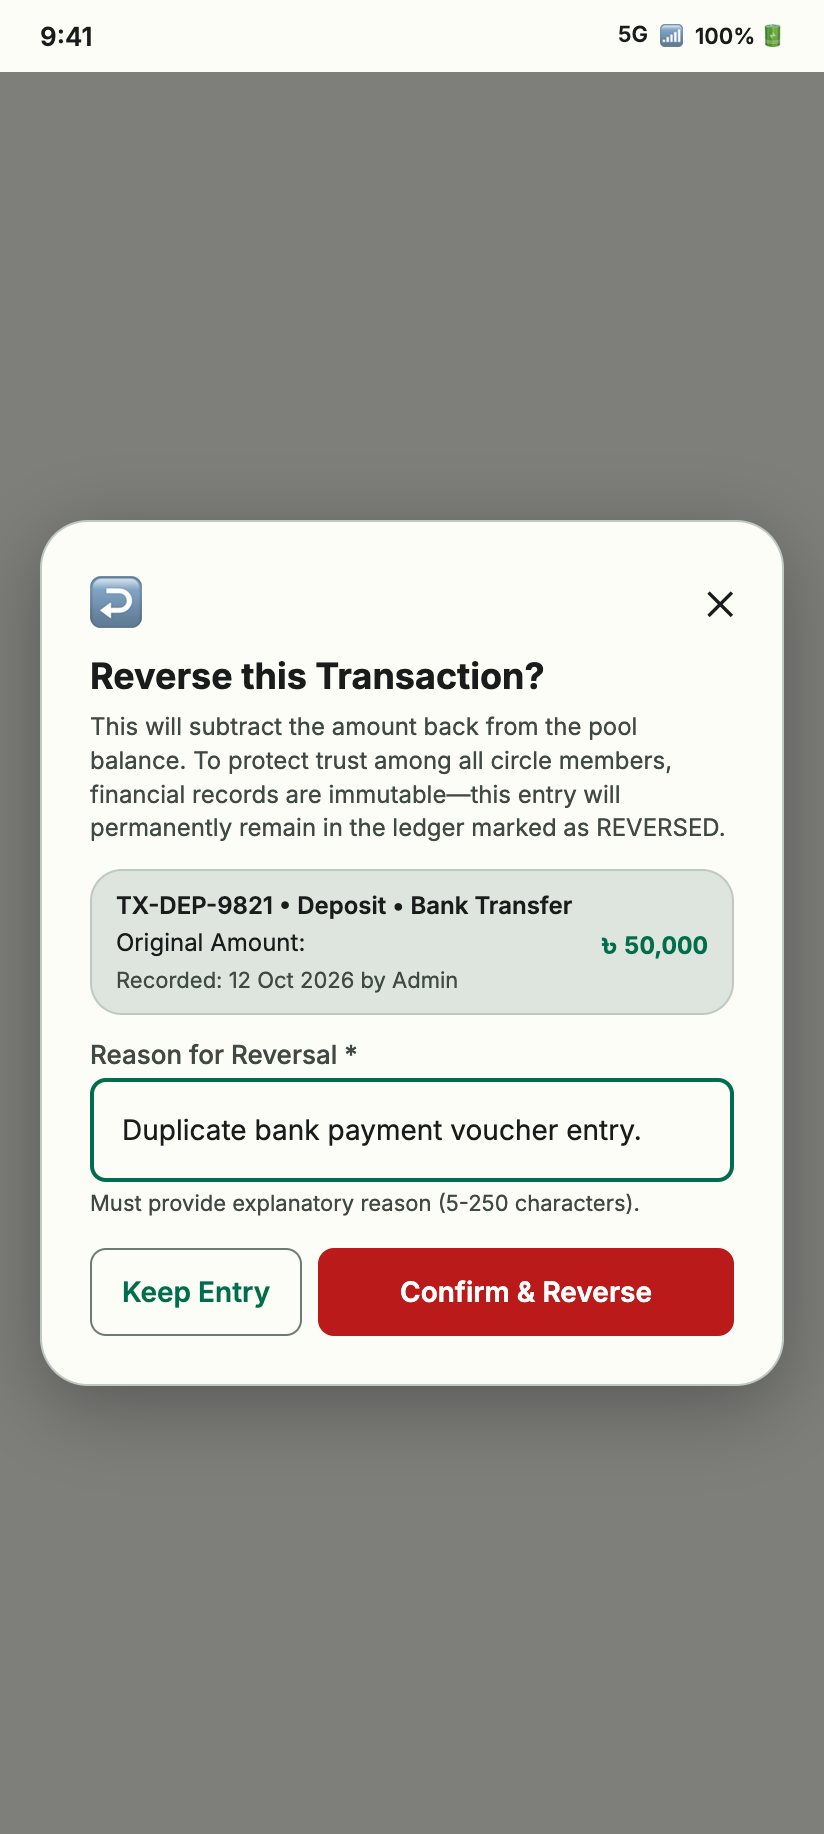 9:41
5G 100%
Reverse this Transaction?
This will subtract the amount back from the pool
balance. To protect trust among all circle members,
financial records are immutable—this entry will
permanently remain in the ledger marked as REVERSED.
TX-DEP-9821 • Deposit • Bank Transfer
Original Amount: ৳ 50,000
Recorded: 12 Oct 2026 by Admin
Reason for Reversal *
Duplicate bank payment voucher entry.
Must provide explanatory reason (5-250 characters).
Keep Entry
Confirm & Reverse